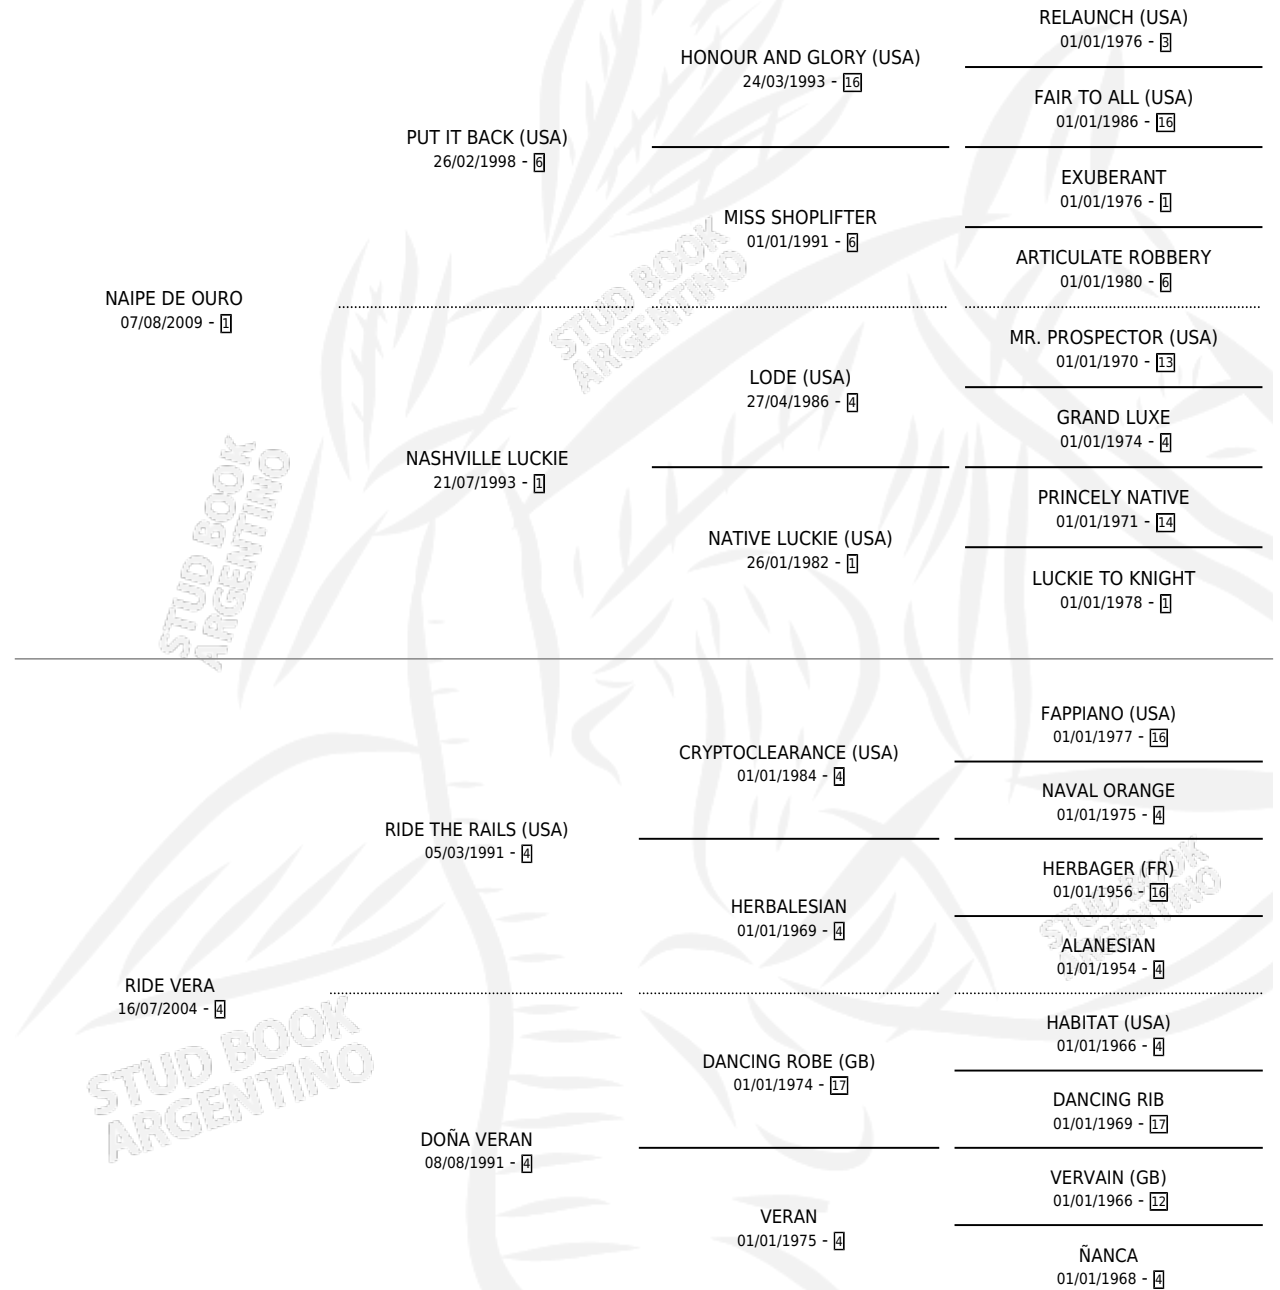 RELAUNCH (USA)
01/01/1976 - 3
HONOUR AND GLORY (USA)
24/03/1993 - 16
FAIR TO ALL (USA)
01/01/1986 - 16
PUT IT BACK (USA)
26/02/1998 - 6
EXUBERANT
01/01/1976 - 1
MISS SHOPLIFTER
01/01/1991 - 6
ARTICULATE ROBBERY
01/01/1980 - 6
NAIPE DE OURO
07/08/2009 - 1
MR. PROSPECTOR (USA)
01/01/1970 - 13
LODE (USA)
27/04/1986 - 4
GRAND LUXE
01/01/1974 - 4
NASHVILLE LUCKIE
21/07/1993 - 1
PRINCELY NATIVE
01/01/1971 - 14
NATIVE LUCKIE (USA)
26/01/1982 - 1
LUCKIE TO KNIGHT
01/01/1978 - 1
FAPPIANO (USA)
01/01/1977 - 16
CRYPTOCLEARANCE (USA)
01/01/1984 - 4
NAVAL ORANGE
01/01/1975 - 4
RIDE THE RAILS (USA)
05/03/1991 - 4
HERBAGER (FR)
01/01/1956 - 16
HERBALESIAN
01/01/1969 - 4
ALANESIAN
01/01/1954 - 4
RIDE VERA
16/07/2004 - 4
HABITAT (USA)
01/01/1966 - 4
DANCING ROBE (GB)
01/01/1974 - 17
DANCING RIB
01/01/1969 - 17
DOÑA VERAN
08/08/1991 - 4
VERVAIN (GB)
01/01/1966 - 12
VERAN
01/01/1975 - 4
ÑANCA
01/01/1968 - 4
STUD BOOK
ARGENTINO
STUD BOOK
ARGENTINO
STUD BOOK
ARGENTINO
STUD BOOK
ARGENTINO